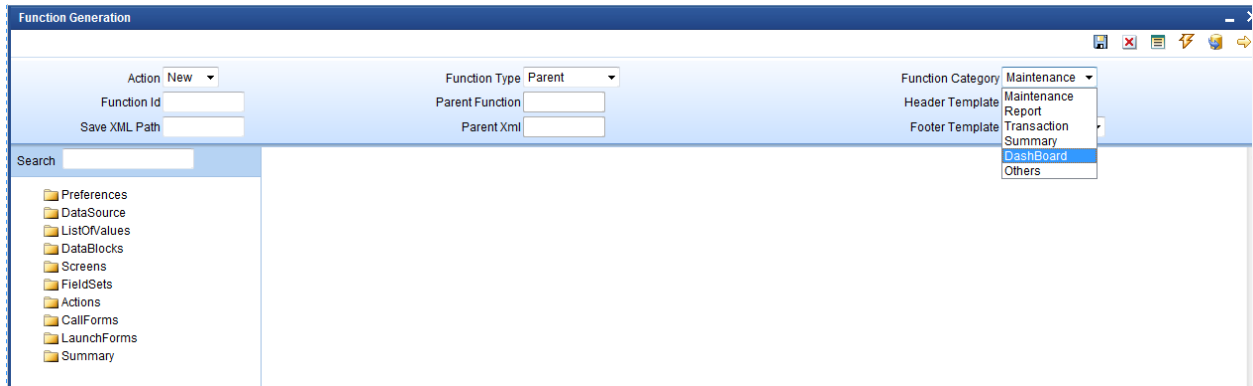 Function Generation
Action New Function Type Parent Function Category Maintenance
Function Id Parent Function Header Template
Save XML Path Parent Xml Footer Template
Maintenance
Report
Transaction
Summary
DashBoard
Others
Search
Preferences
DataSource
ListOfValues
DataBlocks
Screens
FieldSets
Actions
CallForms
LaunchForms
Summary